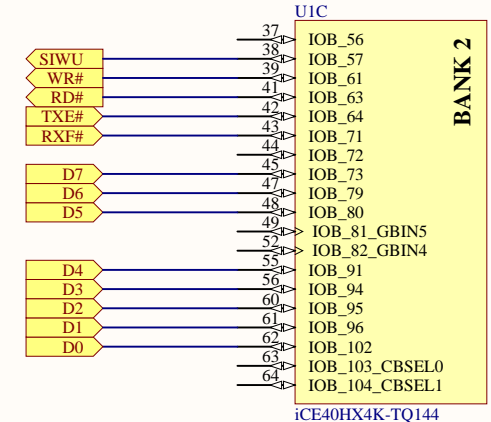 U1C
BANK 2
37 IOB_56
SIWU 38 IOB_57
WR# 39 IOB_61
RD# 41 IOB_63
TXE# 42 IOB_64
RXF# 43 IOB_71
44 IOB_72
D7 45 IOB_73
D6 47 IOB_79
D5 48 IOB_80
49 IOB_81_GBIN5
52 IOB_82_GBIN4
D4 55 IOB_91
D3 56 IOB_94
D2 60 IOB_95
D1 61 IOB_96
D0 62 IOB_102
63 IOB_103_CBSEL0
64 IOB_104_CBSEL1
iCE40HX4K-TQ144